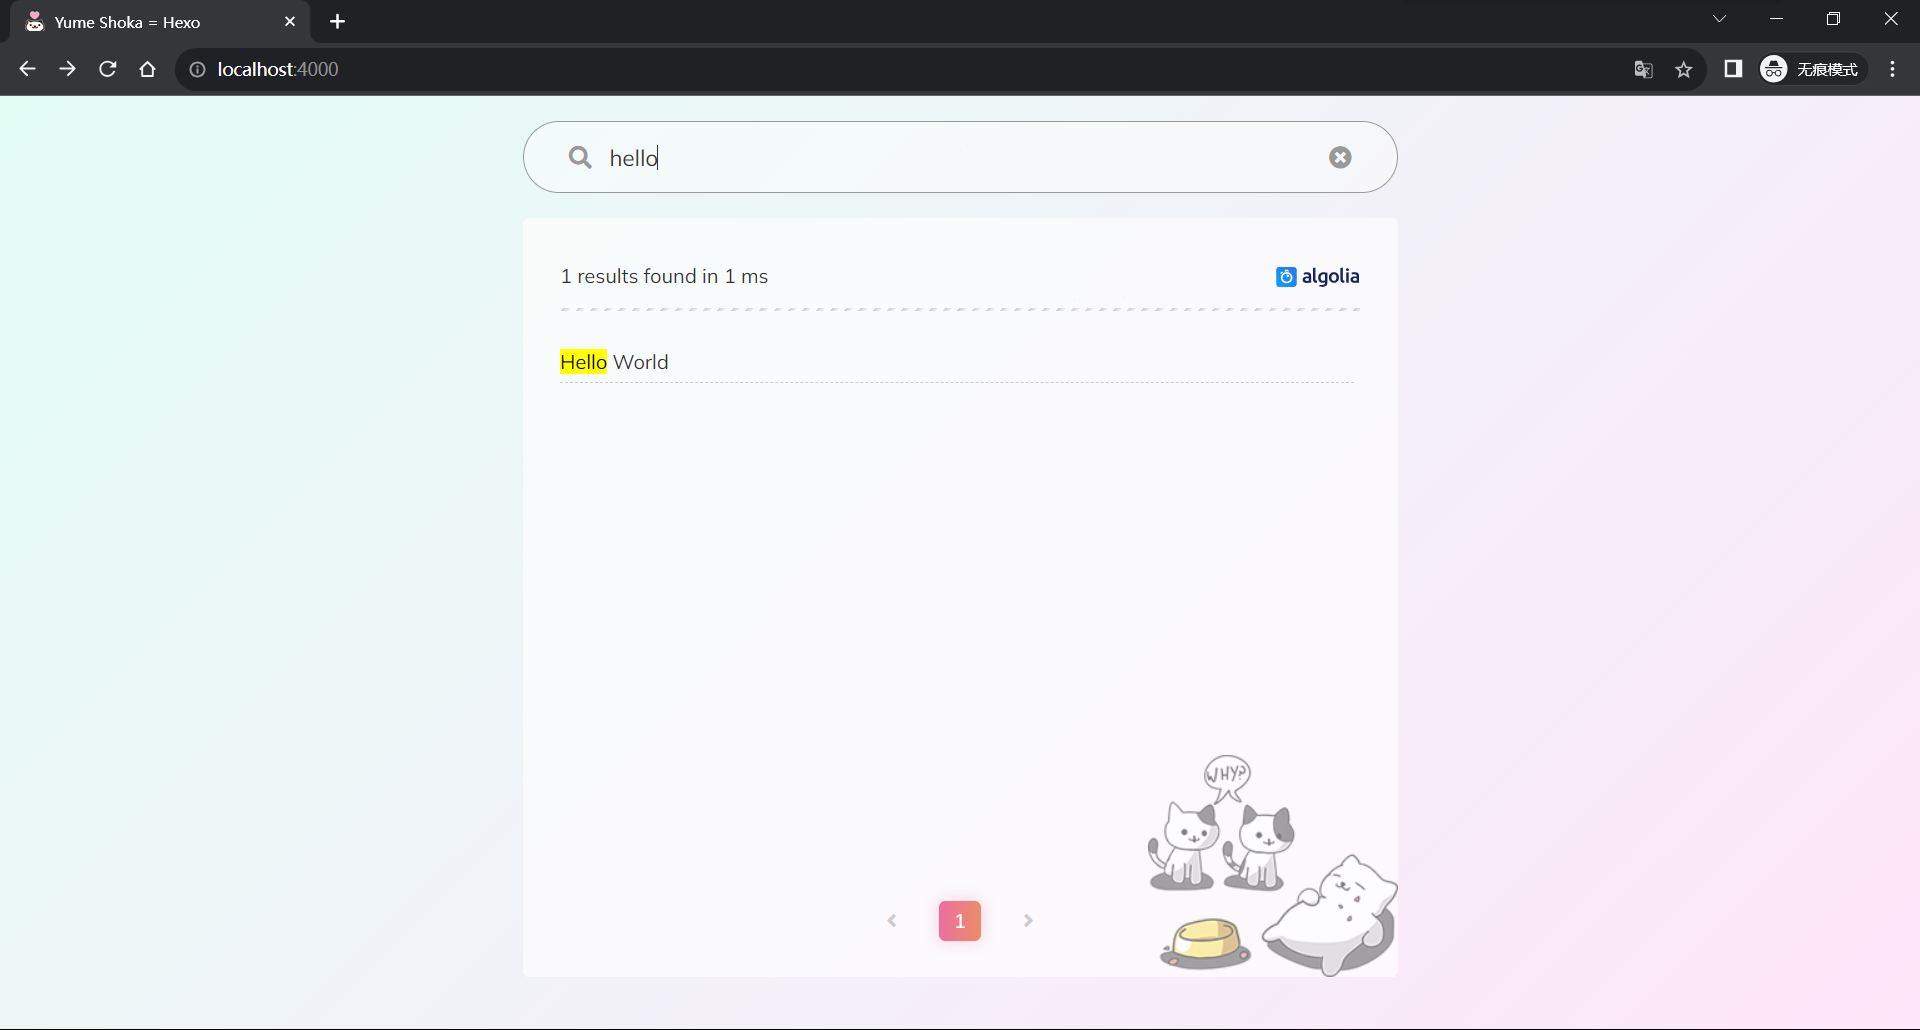 Yume Shoka = Hexo
localhost:4000
无痕模式
hello
1 results found in 1 ms
algolia
Hello World
WHY?
1